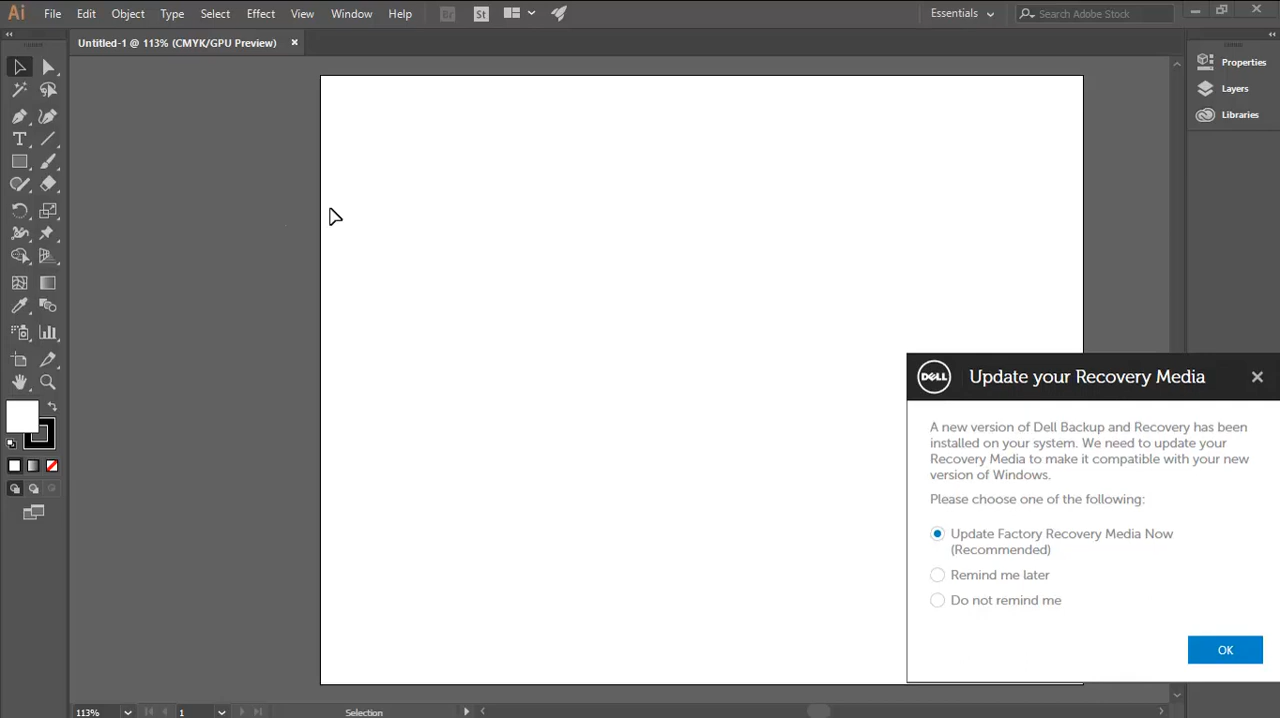 Ai File Edit Object Type Select Effect View Window Help Br St Essentials Search Adobe Stock
Untitled-1 @ 113% (CMYK/GPU Preview)
Properties
Layers
Libraries
T
DELL Update your Recovery Media
A new version of Dell Backup and Recovery has been
installed on your system. We need to update your
Recovery Media to make it compatible with your new
version of Windows.
Please choose one of the following:
Update Factory Recovery Media Now
(Recommended)
Remind me later
Do not remind me
OK
113% 1 Selection